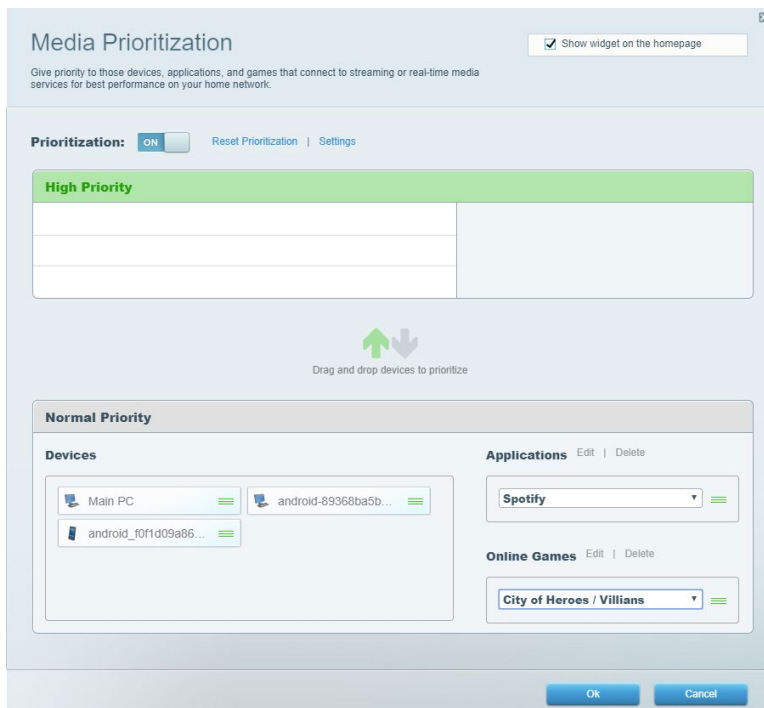 Media Prioritization
Show widget on the homepage
Give priority to those devices, applications, and games that connect to streaming or real-time media
services for best performance on your home network.
Prioritization: ON Reset Prioritization | Settings
High Priority
Drag and drop devices to prioritize
Normal Priority
Devices
Main PC
android-89368ba5b...
android_f0f1d09a86...
Applications Edit | Delete
Spotify
Online Games Edit | Delete
City of Heroes / Villians
Ok
Cancel